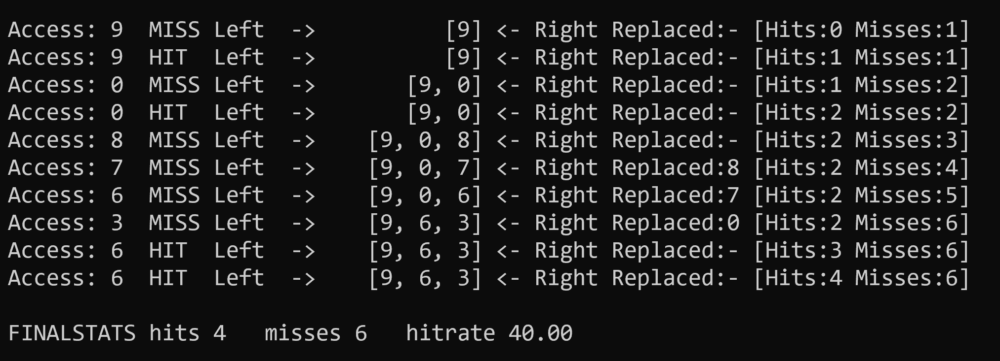 Access: 9  MISS Left  ->          [9] <- Right Replaced:- [Hits:0 Misses:1]
Access: 9  HIT  Left  ->          [9] <- Right Replaced:- [Hits:1 Misses:1]
Access: 0  MISS Left  ->       [9, 0] <- Right Replaced:- [Hits:1 Misses:2]
Access: 0  HIT  Left  ->       [9, 0] <- Right Replaced:- [Hits:2 Misses:2]
Access: 8  MISS Left  ->    [9, 0, 8] <- Right Replaced:- [Hits:2 Misses:3]
Access: 7  MISS Left  ->    [9, 0, 7] <- Right Replaced:8 [Hits:2 Misses:4]
Access: 6  MISS Left  ->    [9, 0, 6] <- Right Replaced:7 [Hits:2 Misses:5]
Access: 3  MISS Left  ->    [9, 6, 3] <- Right Replaced:0 [Hits:2 Misses:6]
Access: 6  HIT  Left  ->    [9, 6, 3] <- Right Replaced:- [Hits:3 Misses:6]
Access: 6  HIT  Left  ->    [9, 6, 3] <- Right Replaced:- [Hits:4 Misses:6]
FINALSTATS hits 4   misses 6   hitrate 40.00